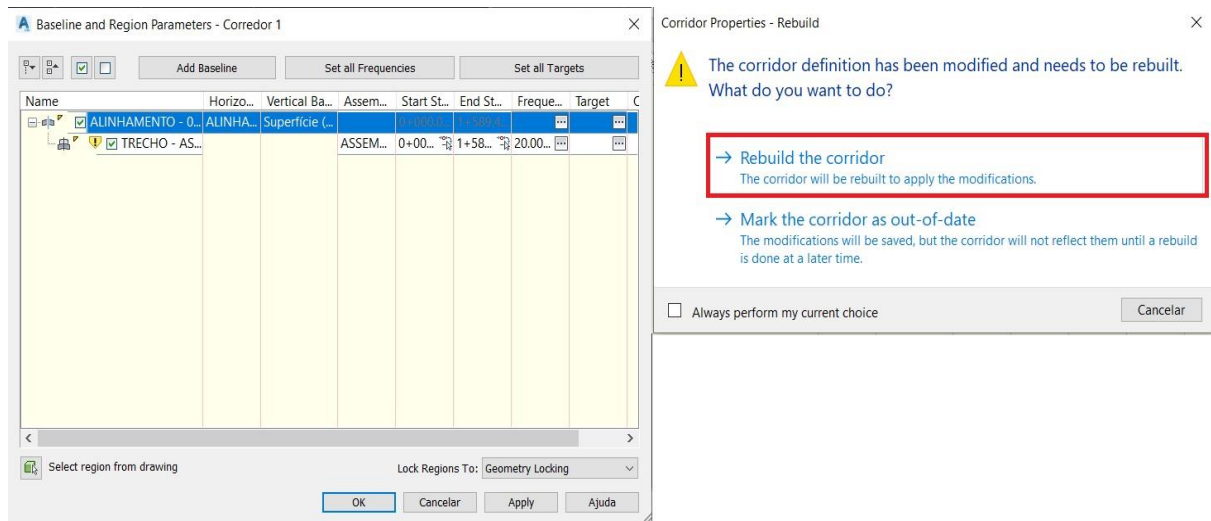 Baseline and Region Parameters - Corredor 1
Add Baseline
Set all Frequencies
Set all Targets
Name Horizo... Vertical Ba... Assem... Start St... End St... Freque... Target C
ALINHAMENTO - 0... ALINHA... Superfície (... 0+000.0... 1+589.4...
TRECHO - AS... ASSEM... 0+00... 1+58... 20.00...
Select region from drawing
Lock Regions To: Geometry Locking
OK Cancelar Apply Ajuda
Corridor Properties - Rebuild
The corridor definition has been modified and needs to be rebuilt.
What do you want to do?
Rebuild the corridor
The corridor will be rebuilt to apply the modifications.
Mark the corridor as out-of-date
The modifications will be saved, but the corridor will not reflect them until a rebuild
is done at a later time.
Always perform my current choice
Cancelar